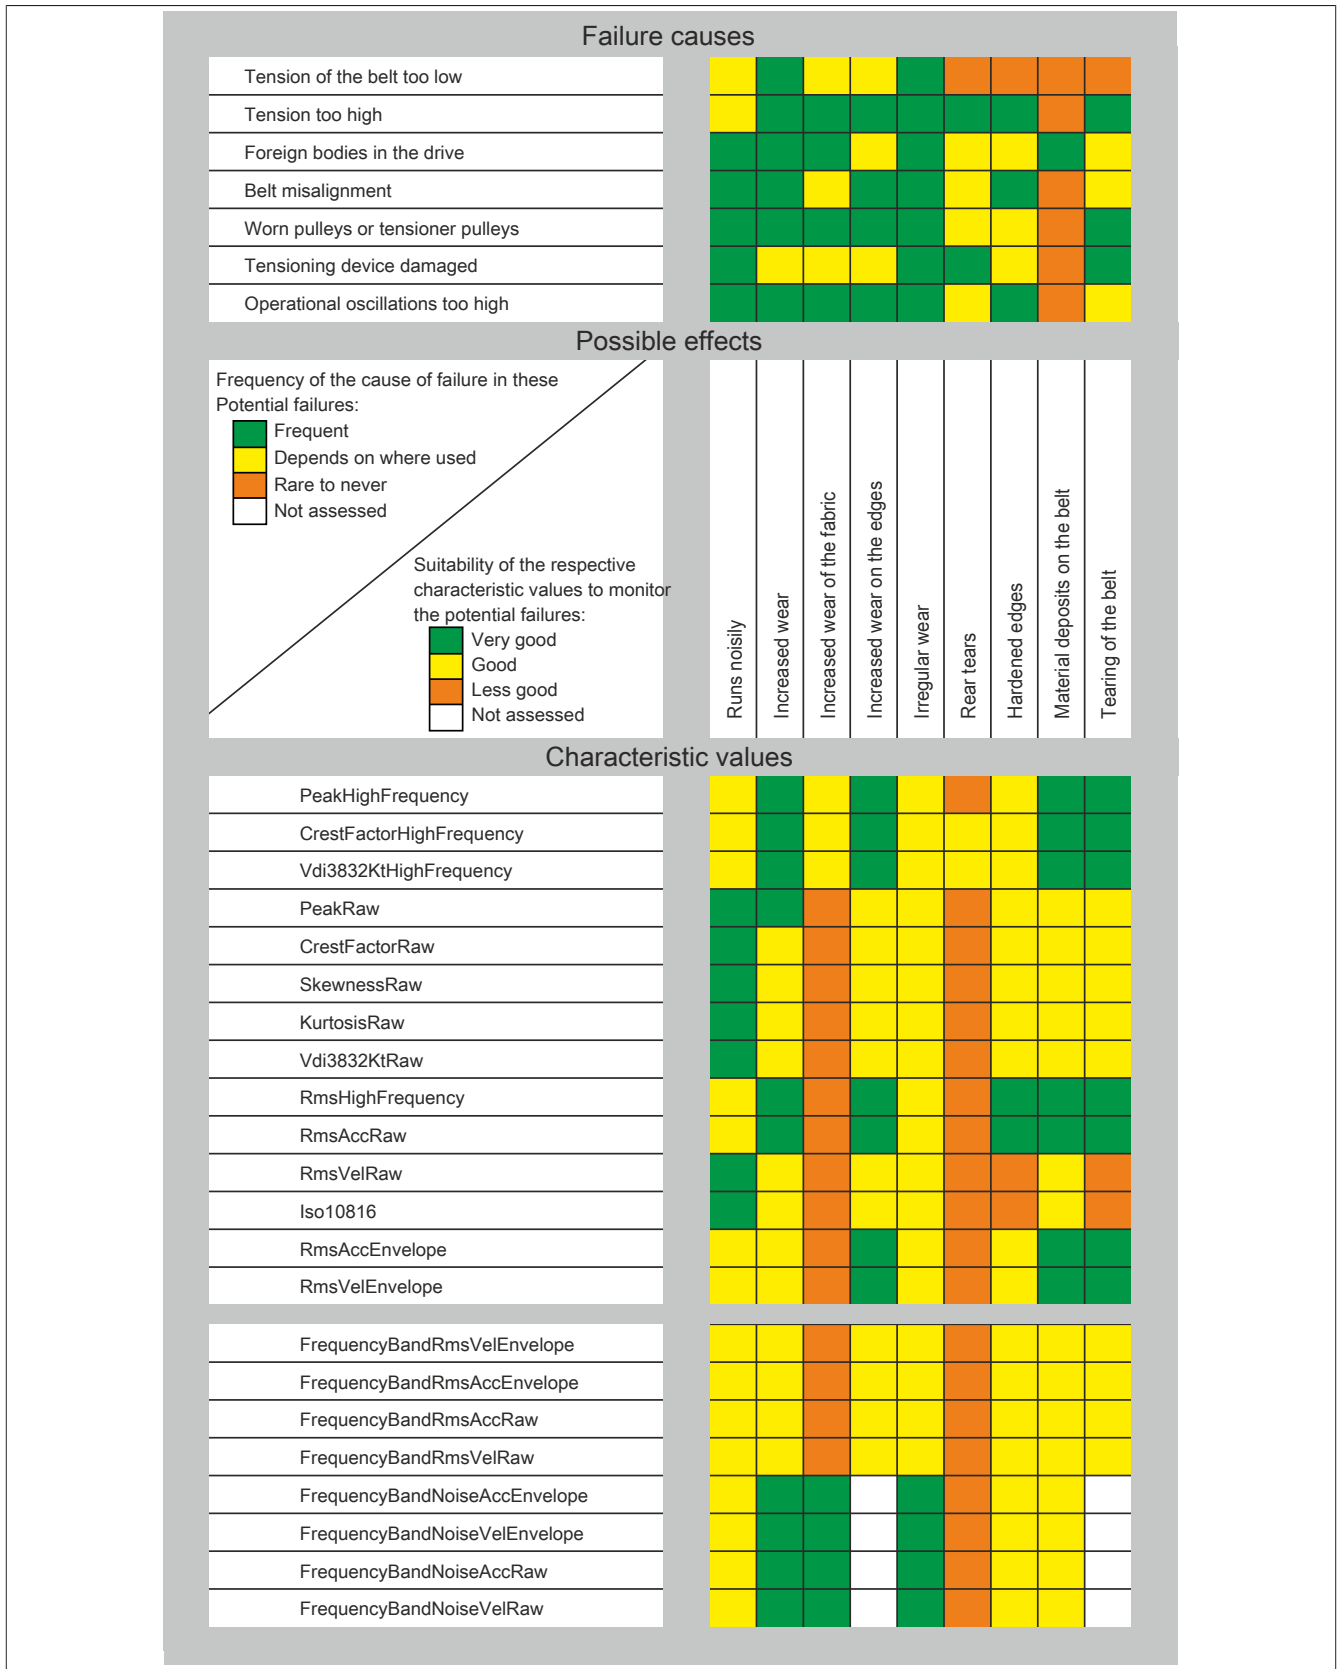 Failure causes
Tension of the belt too low
Tension too high
Foreign bodies in the drive
Belt misalignment
Worn pulleys or tensioner pulleys
Tensioning device damaged
Operational oscillations too high
Possible effects
Frequency of the cause of failure in these
Potential failures:
Frequent
Depends on where used
Rare to never
Not assessed
Suitability of the respective
characteristic values to monitor
the potential failures:
Very good
Good
Less good
Not assessed
Runs noisily
Increased wear
Increased wear of the fabric
Increased wear on the edges
Irregular wear
Rear tears
Hardened edges
Material deposits on the belt
Tearing of the belt
Characteristic values
PeakHighFrequency
CrestFactorHighFrequency
Vdi3832KtHighFrequency
PeakRaw
CrestFactorRaw
SkewnessRaw
KurtosisRaw
Vdi3832KtRaw
RmsHighFrequency
RmsAccRaw
RmsVelRaw
Iso10816
RmsAccEnvelope
RmsVelEnvelope
FrequencyBandRmsVelEnvelope
FrequencyBandRmsAccEnvelope
FrequencyBandRmsAccRaw
FrequencyBandRmsVelRaw
FrequencyBandNoiseAccEnvelope
FrequencyBandNoiseVelEnvelope
FrequencyBandNoiseAccRaw
FrequencyBandNoiseVelRaw